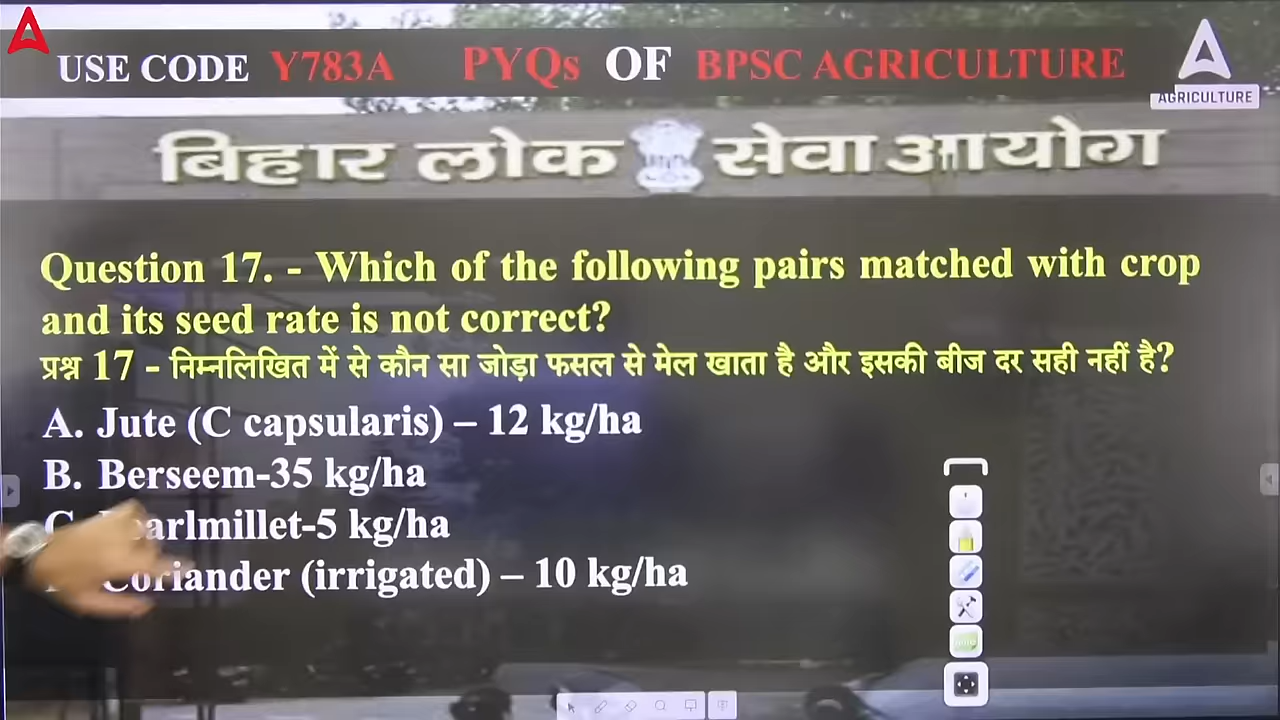 USE CODE Y783A PYQs OF BPSC AGRICULTURE
AGRICULTURE
बिहार लोक सेवा आयोग
Question 17. - Which of the following pairs matched with crop
and its seed rate is not correct?
प्रश्न 17 - निम्नलिखित में से कौन सा जोड़ा फसल से मेल खाता है और इसकी बीज दर सही नहीं है?
A. Jute (C capsularis) – 12 kg/ha
B. Berseem-35 kg/ha
C. Pearlmillet-5 kg/ha
Coriander (irrigated) – 10 kg/ha